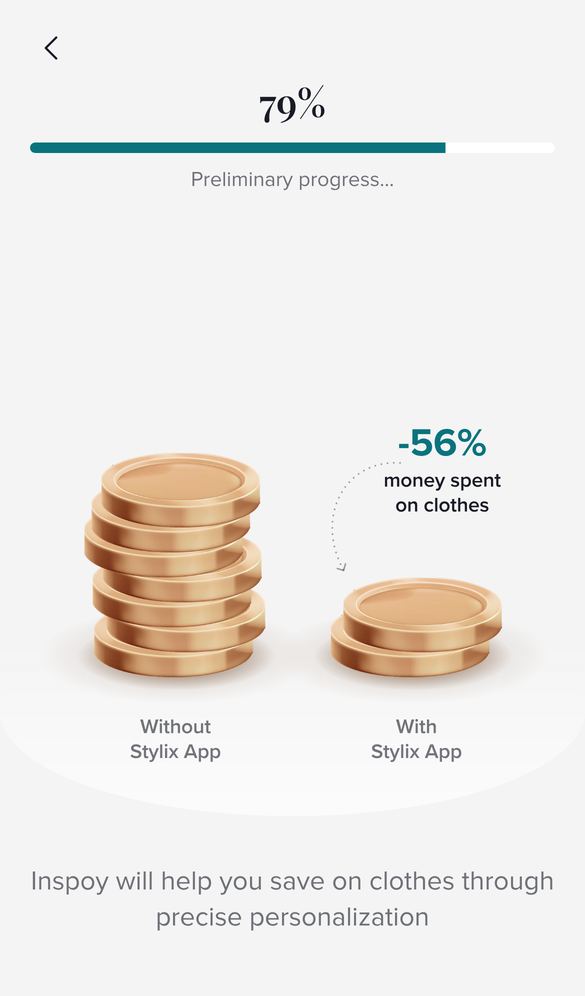 79%
Preliminary progress...
-56%
money spent
on clothes
Without
Stylix App
With
Stylix App
Inspoy will help you save on clothes through
precise personalization